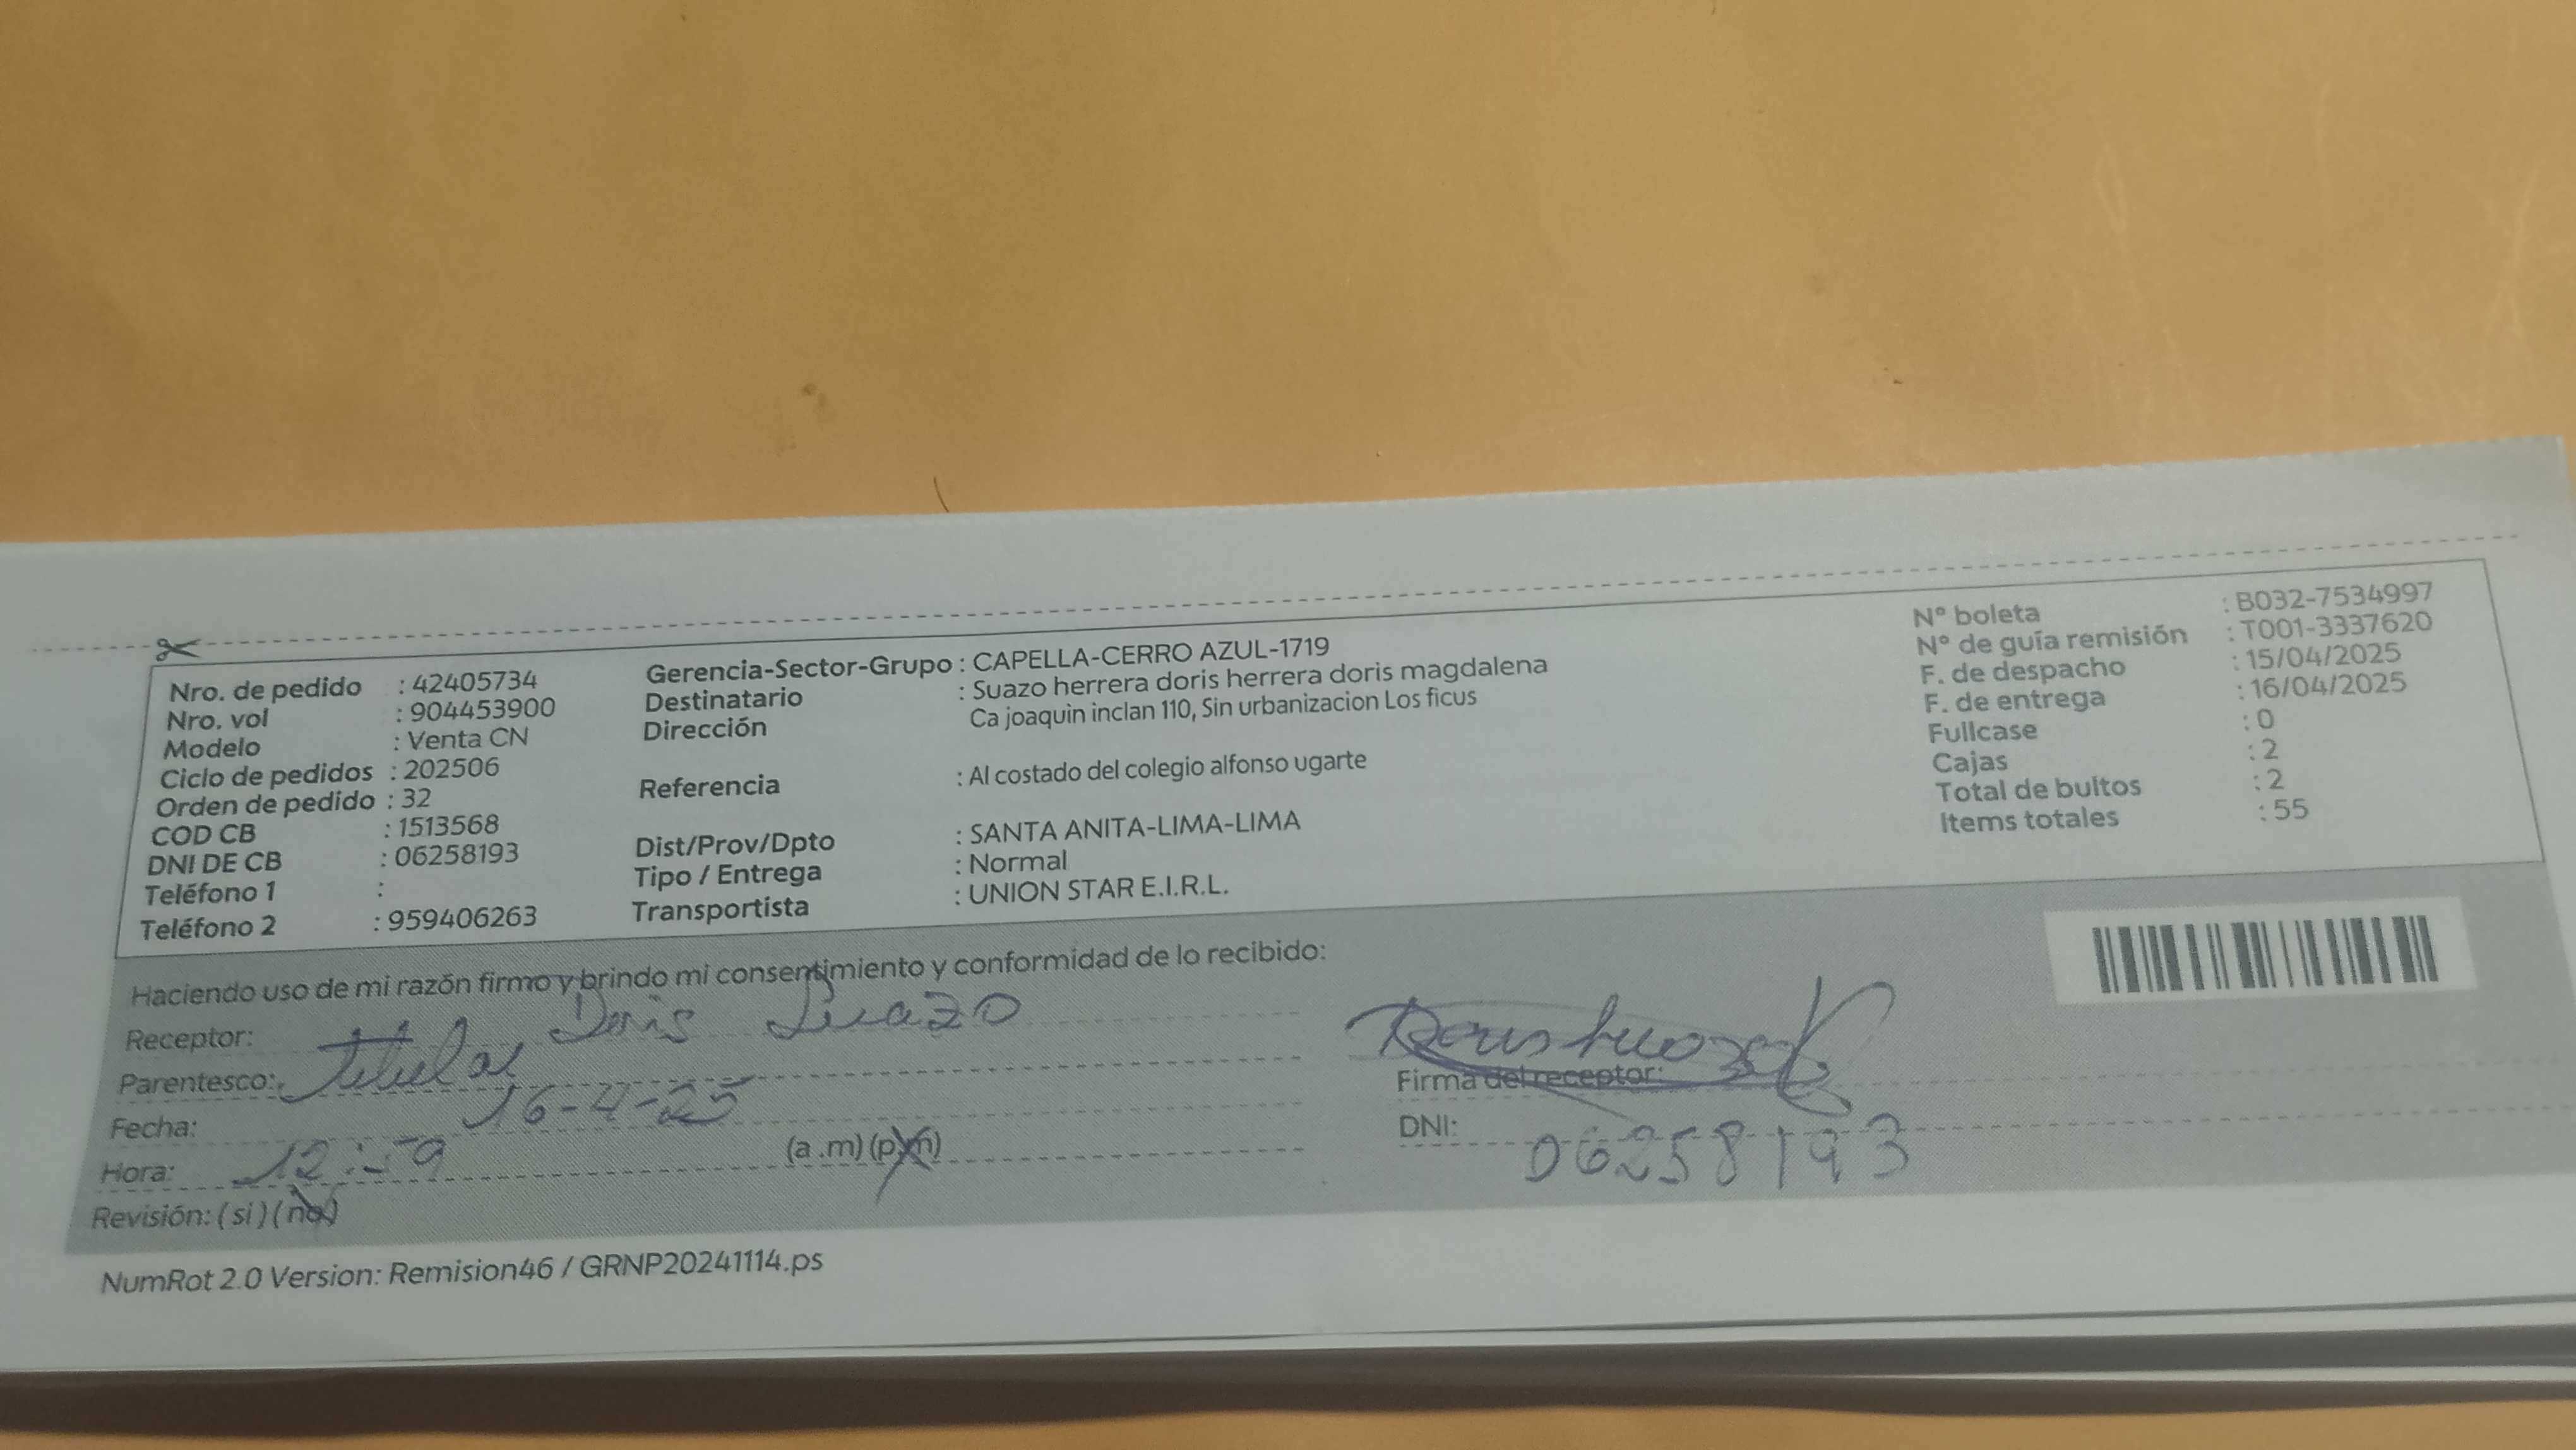 Nro. de pedido : 42405734
Nro. vol : 904453900
Modelo : Venta CN
Ciclo de pedidos : 202506
Orden de pedido : 32
COD CB : 1513568
DNI DE CB : 06258193
Teléfono 1 :
Teléfono 2 : 959406263
Gerencia-Sector-Grupo : CAPELLA-CERRO AZUL-1719
Destinatario : Suazo herrera doris herrera doris magdalena
Dirección Ca joaquin inclan 110, Sin urbanizacion Los ficus
Referencia : Al costado del colegio alfonso ugarte
Dist/Prov/Dpto : SANTA ANITA-LIMA-LIMA
Tipo / Entrega : Normal
Transportista : UNION STAR E.I.R.L.
N° boleta : B032-7534997
N° de guía remisión : T001-3337620
F. de despacho : 15/04/2025
F. de entrega : 16/04/2025
Fullcase : 0
Cajas : 2
Total de bultos : 2
Items totales : 55
Haciendo uso de mi razón firmo y brindo mi consentimiento y conformidad de lo recibido:
Receptor: Doris Suazo
Parentesco: titular
Fecha: 16-4-25
Hora: 12: (a.m) (p.m)
Revisión: (si) (no)
Firma del receptor:
DNI: 06258193
NumRot 2.0 Version: Remision46 / GRNP20241114.ps